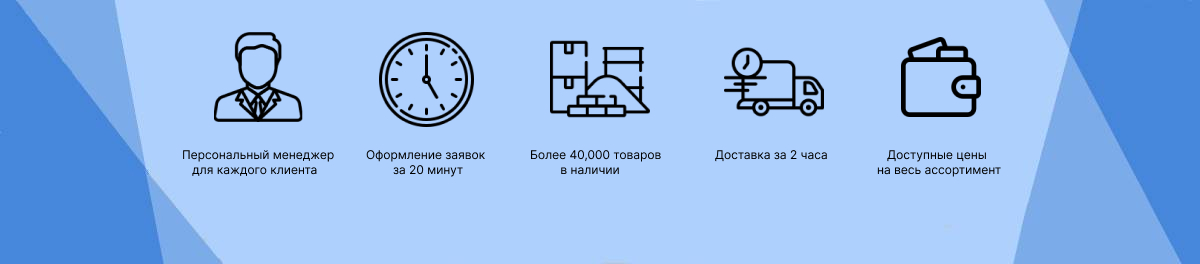 Персональный менеджер
для каждого клиента
Оформление заявок
за 20 минут
Более 40,000 товаров
в наличии
Доставка за 2 часа
Доступные цены
на весь ассортимент